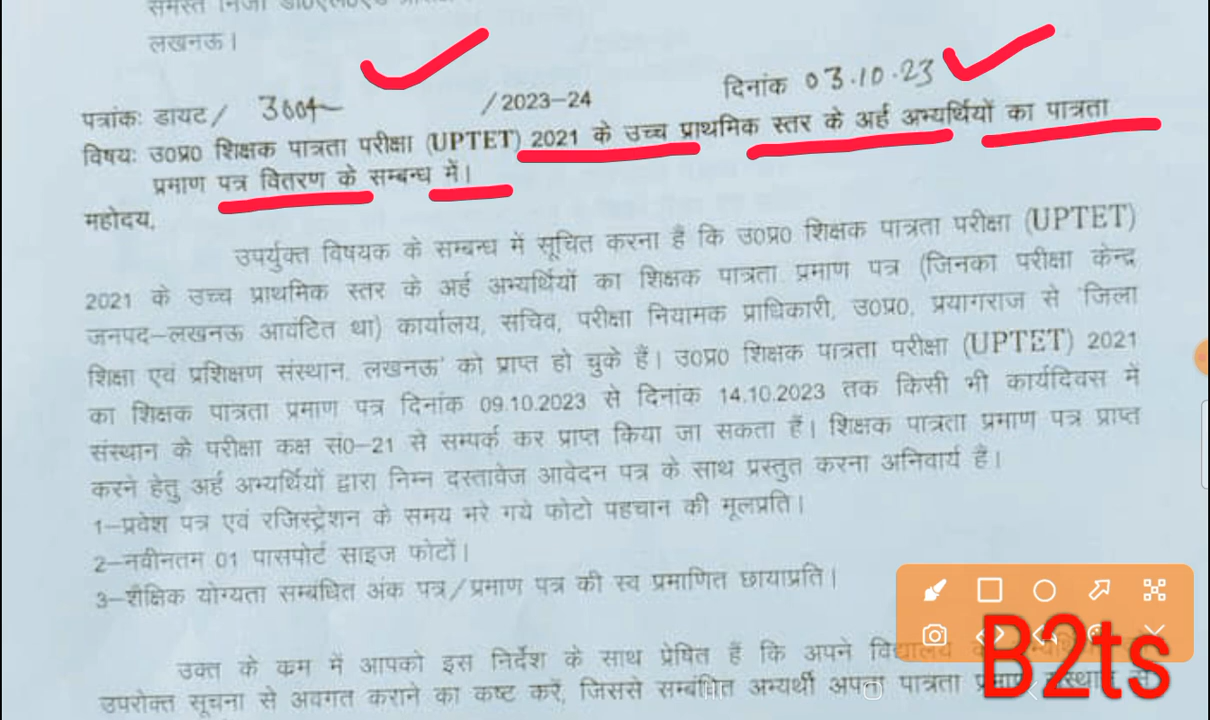 समस्त निजी डी०एल०एड०
लखनऊ।
पत्रांकः डायट / /2023-24 दिनांक 03.10.23
विषयः उ0प्र0 शिक्षक पात्रता परीक्षा (UPTET) 2021 के उच्च प्राथमिक स्तर के अर्ह अभ्यर्थियों का पात्रता
प्रमाण पत्र वितरण के सम्बन्ध में।
महोदय,
उपर्युक्त विषयक के सम्बन्ध में सूचित करना है कि उ0प्र0 शिक्षक पात्रता परीक्षा (UPTET)
2021 के उच्च प्राथमिक स्तर के अर्ह अभ्यर्थियों का शिक्षक पात्रता प्रमाण पत्र (जिनका परीक्षा केन्द्र
जनपद-लखनऊ आवंटित था) कार्यालय, सचिव, परीक्षा नियामक प्राधिकारी, उ0प्र0, प्रयागराज से 'जिला
शिक्षा एवं प्रशिक्षण संस्थान, लखनऊ' को प्राप्त हो चुके हैं। उ0प्र0 शिक्षक पात्रता परीक्षा (UPTET) 2021
का शिक्षक पात्रता प्रमाण पत्र दिनांक 09.10.2023 से दिनांक 14.10.2023 तक किसी भी कार्यदिवस में
संस्थान के परीक्षा कक्ष सं0-21 से सम्पर्क कर प्राप्त किया जा सकता है। शिक्षक पात्रता प्रमाण पत्र प्राप्त
करने हेतु अर्ह अभ्यर्थियों द्वारा निम्न दस्तावेज आवेदन पत्र के साथ प्रस्तुत करना अनिवार्य है।
1-प्रवेश पत्र एवं रजिस्ट्रेशन के समय भरे गये फोटो पहचान की मूलप्रति।
2-नवीनतम 01 पासपोर्ट साइज फोटों।
3-शैक्षिक योग्यता सम्बंधित अंक पत्र/प्रमाण पत्र की स्व प्रमाणित छायाप्रति।
उक्त के कम में आपको इस निर्देश के साथ प्रेषित है कि अपने विद्यालय के
उपरोक्त सूचना से अवगत कराने का कष्ट करें, जिससे सम्बंधित अभ्यर्थी अपना पात्रता प्रमाण संस्थान से
B2ts